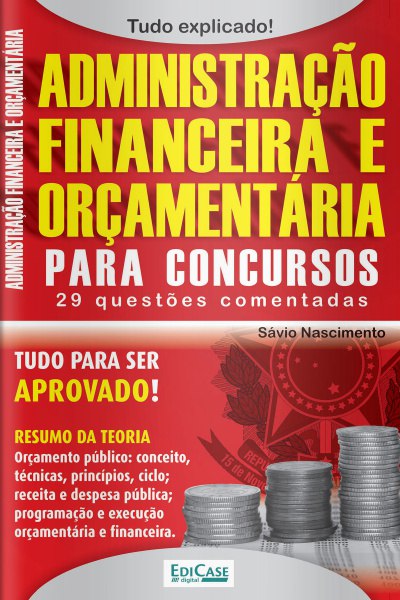 Tudo explicado!
ADMINISTRAÇÃO FINANCEIRA E ORÇAMENTÁRIA
ADMINISTRAÇÃO
FINANCEIRA E
ORÇAMENTÁRIA
PARA CONCURSOS
29 questões comentadas
Sávio Nascimento
TUDO PARA SER
APROVADO!
RESUMO DA TEORIA
Orçamento público: conceito,
técnicas, princípios, ciclo;
receita e despesa pública;
programação e execução
orçamentária e financeira.
EDICASE
digital